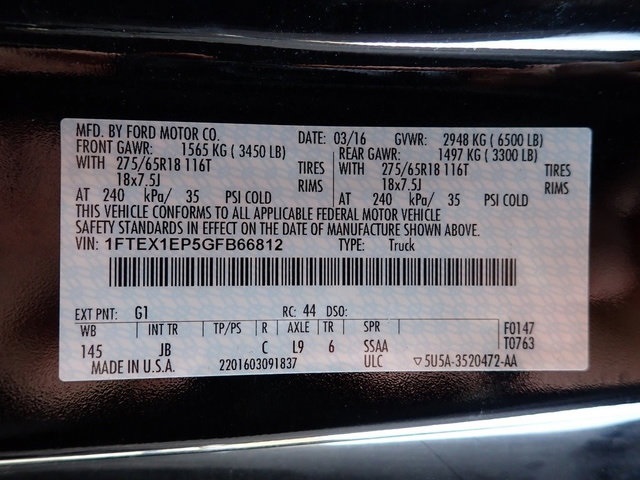 MFD. BY FORD MOTOR CO. DATE: 03/16 GVWR: 2948 KG ( 6500 LB)
FRONT GAWR: 1565 KG ( 3450 LB) REAR GAWR: 1497 KG ( 3300 LB)
WITH 275/65R18 116T TIRES WITH 275/65R18 116T TIRES
18x7.5J RIMS 18x7.5J RIMS
AT 240 kPa/ 35 PSI COLD AT 240 kPa/ 35 PSI COLD
THIS VEHICLE CONFORMS TO ALL APPLICABLE FEDERAL MOTOR VEHICLE
SAFETY STANDARDS IN EFFECT ON THE DATE OF MANUFACTURE SHOWN ABOVE.
VIN: 1FTEX1EP5GFB66812 TYPE: Truck
EXT PNT: G1 RC: 44 DSO:
WB INT TR TP/PS R AXLE TR SPR F0147
145 JB C L9 6 SSAA T0763
MADE IN U.S.A. 2201603091837 ULC ▽5U5A-3520472-AA